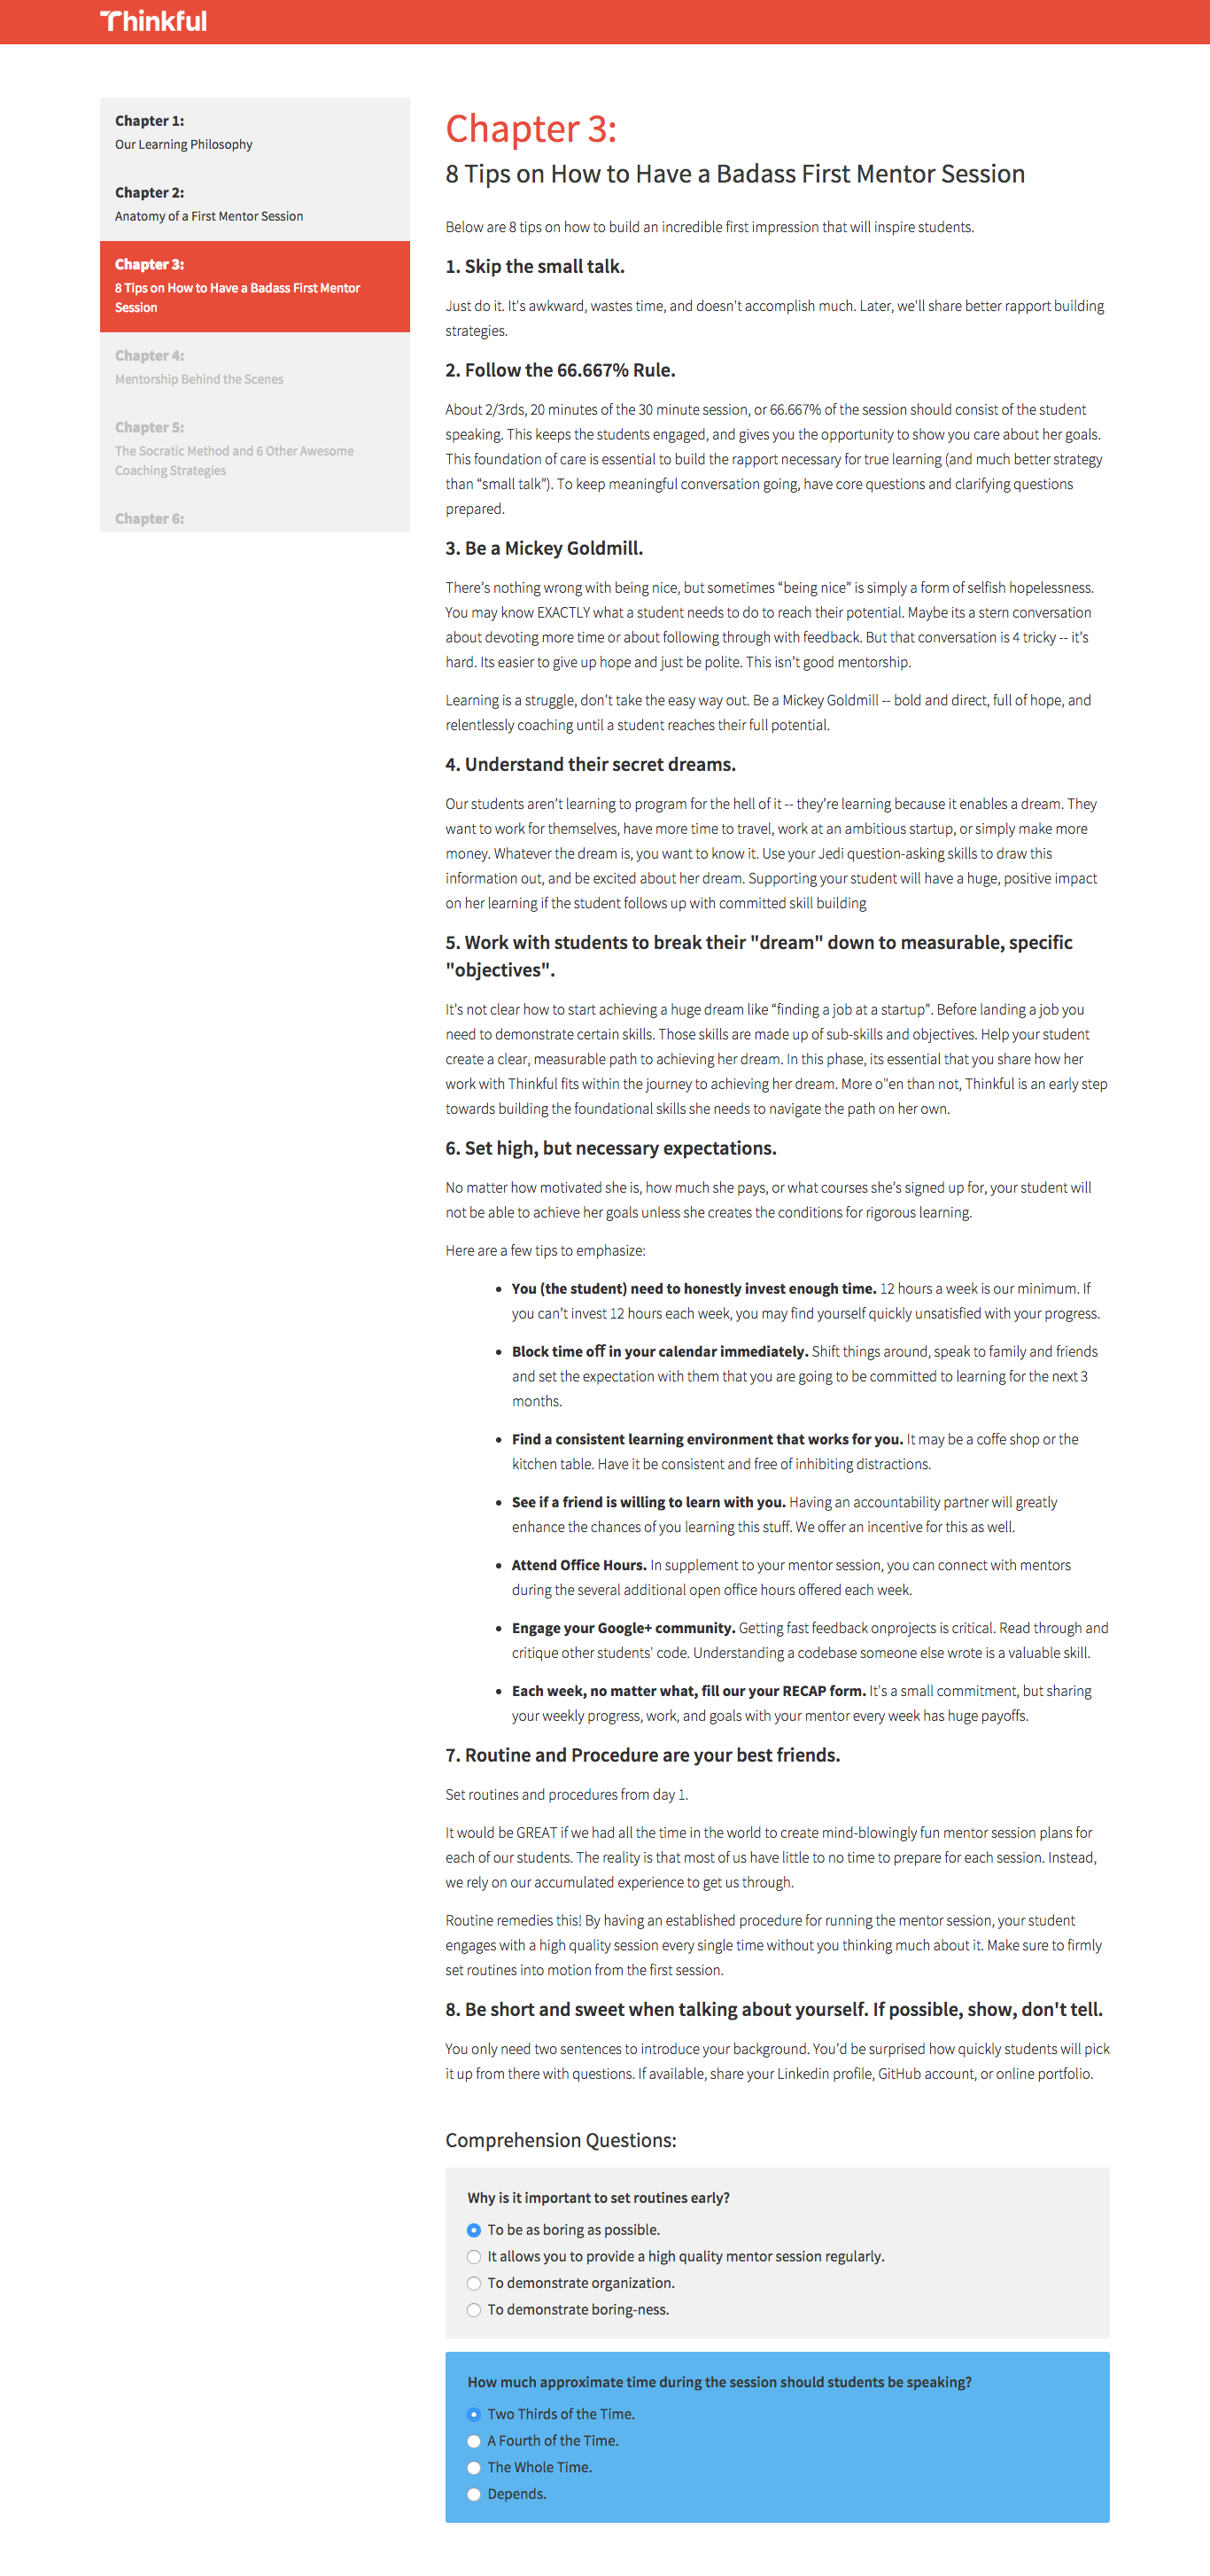 Thinkful
Chapter 1:
Our Learning Philosophy
Chapter 2:
Anatomy of a First Mentor Session
Chapter 3:
8 Tips on How to Have a Badass First Mentor
Session
Chapter 4:
Mentorship Behind the Scenes
Chapter 5:
The Socratic Method and 6 Other Awesome
Coaching Strategies
Chapter 6:
Chapter 3:
8 Tips on How to Have a Badass First Mentor Session
Below are 8 tips on how to build an incredible first impression that will inspire students.
1. Skip the small talk.
Just do it. It's awkward, wastes time, and doesn't accomplish much. Later, we'll share better rapport building
strategies.
2. Follow the 66.667% Rule.
About 2/3rds, 20 minutes of the 30 minute session, or 66.667% of the session should consist of the student
speaking. This keeps the students engaged, and gives you the opportunity to show you care about her goals.
This foundation of care is essential to build the rapport necessary for true learning (and much better strategy
than “small talk”). To keep meaningful conversation going, have core questions and clarifying questions
prepared.
3. Be a Mickey Goldmill.
There’s nothing wrong with being nice, but sometimes “being nice” is simply a form of selfish hopelessness.
You may know EXACTLY what a student needs to do to reach their potential. Maybe its a stern conversation
about devoting more time or about following through with feedback. But that conversation is 4 tricky -- it’s
hard. Its easier to give up hope and just be polite. This isn’t good mentorship.
Learning is a struggle, don’t take the easy way out. Be a Mickey Goldmill -- bold and direct, full of hope, and
relentlessly coaching until a student reaches their full potential.
4. Understand their secret dreams.
Our students aren’t learning to program for the hell of it -- they’re learning because it enables a dream. They
want to work for themselves, have more time to travel, work at an ambitious startup, or simply make more
money. Whatever the dream is, you want to know it. Use your Jedi question-asking skills to draw this
information out, and be excited about her dream. Supporting your student will have a huge, positive impact
on her learning if the student follows up with committed skill building
5. Work with students to break their "dream" down to measurable, specific
"objectives".
It’s not clear how to start achieving a huge dream like “finding a job at a startup”. Before landing a job you
need to demonstrate certain skills. Those skills are made up of sub-skills and objectives. Help your student
create a clear, measurable path to achieving her dream. In this phase, its essential that you share how her
work with Thinkful fits within the journey to achieving her dream. More o"en than not, Thinkful is an early step
towards building the foundational skills she needs to navigate the path on her own.
6. Set high, but necessary expectations.
No matter how motivated she is, how much she pays, or what courses she’s signed up for, your student will
not be able to achieve her goals unless she creates the conditions for rigorous learning.
Here are a few tips to emphasize:
• You (the student) need to honestly invest enough time. 12 hours a week is our minimum. If
you can’t invest 12 hours each week, you may find yourself quickly unsatisfied with your progress.
• Block time off in your calendar immediately. Shift things around, speak to family and friends
and set the expectation with them that you are going to be committed to learning for the next 3
months.
• Find a consistent learning environment that works for you. It may be a coffe shop or the
kitchen table. Have it be consistent and free of inhibiting distractions.
• See if a friend is willing to learn with you. Having an accountability partner will greatly
enhance the chances of you learning this stuff. We offer an incentive for this as well.
• Attend Office Hours. In supplement to your mentor session, you can connect with mentors
during the several additional open office hours offered each week.
• Engage your Google+ community. Getting fast feedback onprojects is critical. Read through and
critique other students' code. Understanding a codebase someone else wrote is a valuable skill.
• Each week, no matter what, fill our your RECAP form. It's a small commitment, but sharing
your weekly progress, work, and goals with your mentor every week has huge payoffs.
7. Routine and Procedure are your best friends.
Set routines and procedures from day 1.
It would be GREAT if we had all the time in the world to create mind-blowingly fun mentor session plans for
each of our students. The reality is that most of us have little to no time to prepare for each session. Instead,
we rely on our accumulated experience to get us through.
Routine remedies this! By having an established procedure for running the mentor session, your student
engages with a high quality session every single time without you thinking much about it. Make sure to firmly
set routines into motion from the first session.
8. Be short and sweet when talking about yourself. If possible, show, don't tell.
You only need two sentences to introduce your background. You’d be surprised how quickly students will pick
it up from there with questions. If available, share your Linkedin profile, GitHub account, or online portfolio.
Comprehension Questions:
Why is it important to set routines early?
To be as boring as possible.
It allows you to provide a high quality mentor session regularly.
To demonstrate organization.
To demonstrate boring-ness.
How much approximate time during the session should students be speaking?
Two Thirds of the Time.
A Fourth of the Time.
The Whole Time.
Depends.